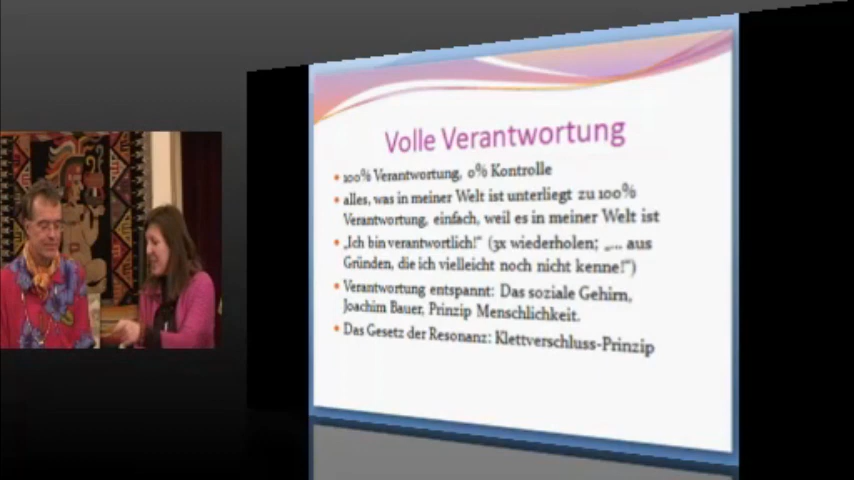 Volle Verantwortung
• 100% Verantwortung, 0% Kontrolle
• alles, was in meiner Welt ist unterliegt zu 100%
Verantwortung, einfach, weil es in meiner Welt ist
• „Ich bin verantwortlich!“ (3x wiederholen; „... aus
Gründen, die ich vielleicht noch nicht kenne!“)
• Verantwortung entspannt: Das soziale Gehirn,
Joachim Bauer, Prinzip Menschlichkeit.
• Das Gesetz der Resonanz: Klettverschluss-Prinzip